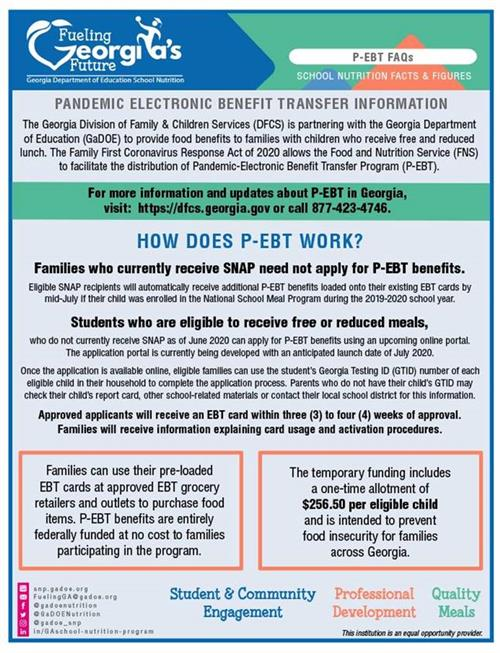 Fueling
Georgia's
Future
Georgia Department of Education School Nutrition
P-EBT FAQs
SCHOOL NUTRITION FACTS & FIGURES
PANDEMIC ELECTRONIC BENEFIT TRANSFER INFORMATION
The Georgia Division of Family & Children Services (DFCS) is partnering with the Georgia Department
of Education (GaDOE) to provide food benefits to families with children who receive free and reduced
lunch. The Family First Coronavirus Response Act of 2020 allows the Food and Nutrition Service (FNS)
to facilitate the distribution of Pandemic-Electronic Benefit Transfer Program (P-EBT).
For more information and updates about P-EBT in Georgia,
visit: https://dfcs.georgia.gov or call 877-423-4746.
HOW DOES P-EBT WORK?
Families who currently receive SNAP need not apply for P-EBT benefits.
Eligible SNAP recipients will automatically receive additional P-EBT benefits loaded onto their existing EBT cards by
mid-July if their child was enrolled in the National School Meal Program during the 2019-2020 school year.
Students who are eligible to receive free or reduced meals,
who do not currently receive SNAP as of June 2020 can apply for P-EBT benefits using an upcoming online portal.
The application portal is currently being developed with an anticipated launch date of July 2020.
Once the application is available online, eligible families can use the student's Georgia Testing ID (GTID) number of each
eligible child in their household to complete the application process. Parents who do not have their child's GTID may
check their child's report card, other school-related materials or contact their local school district for this information.
Approved applicants will receive an EBT card within three (3) to four (4) weeks of approval.
Families will receive information explaining card usage and activation procedures.
Families can use their pre-loaded
EBT cards at approved EBT grocery
retailers and outlets to purchase food
items. P-EBT benefits are entirely
federally funded at no cost to families
participating in the program.
The temporary funding includes
a one-time allotment of
$256.50 per eligible child
and is intended to prevent
food insecurity for families
across Georgia.
snp.gadoe.org
FuelingGA@gadoe.org
@gadoenutrition
@GaDOENutrition
@gadoe_snp
in/GAschool-nutrition-program
Student & Community
Engagement
Professional
Development
Quality
Meals
This institution is an equal opportunity provider.